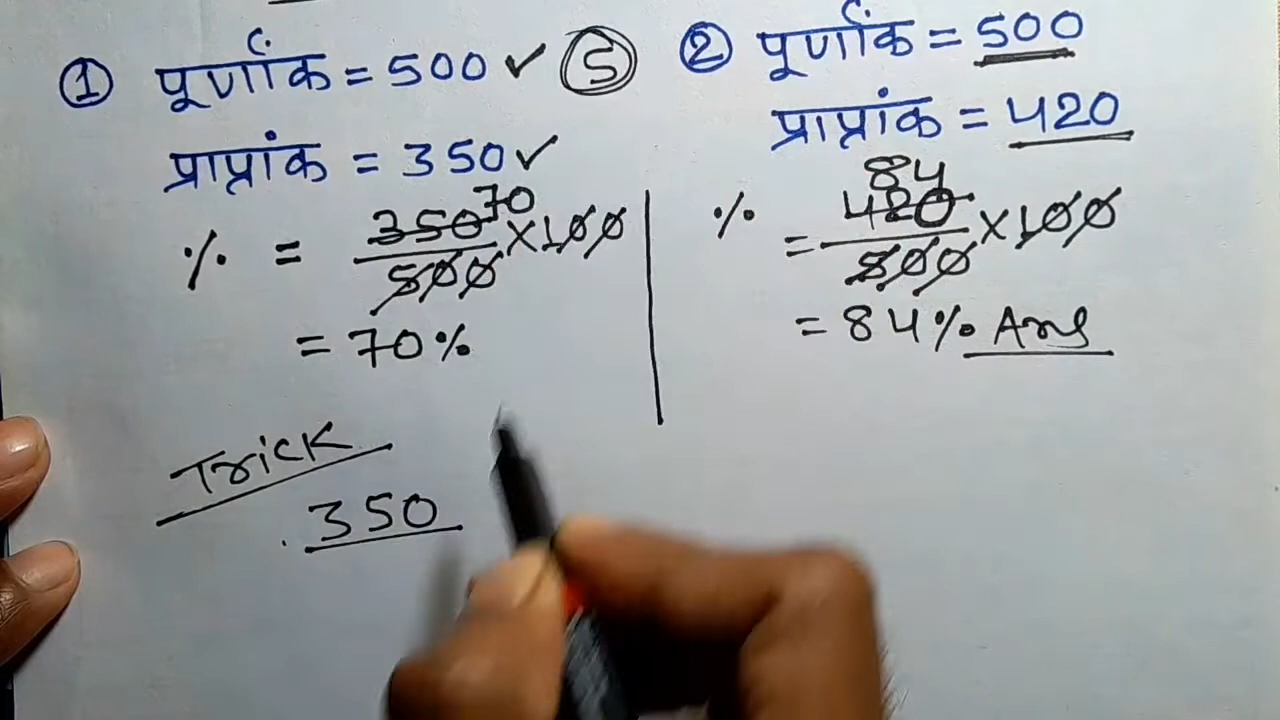 ① पूर्णांक = 500 ✓ ⑤
प्राप्तांक = 350 ✓
% = 350/500 × 100
70
= 70%
② पूर्णांक = 500
प्राप्तांक = 420
84
% = 420/500 × 100
= 84% Ans
Trick
350